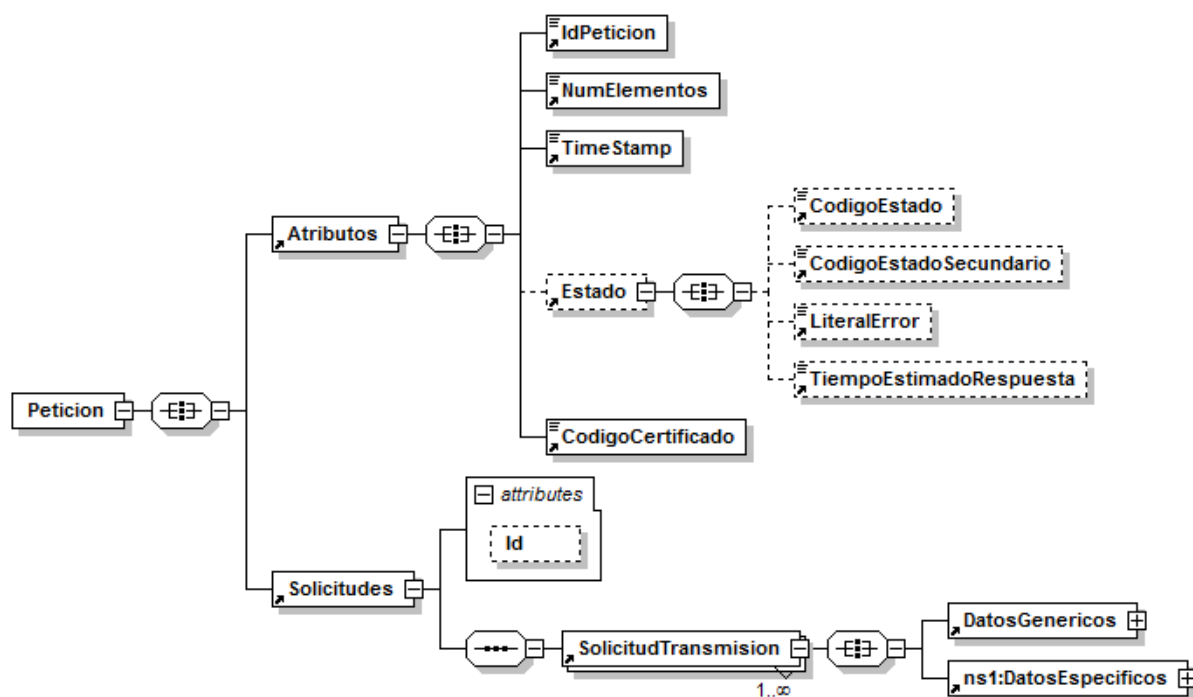 IdPeticion
NumElementos
TimeStamp
CodigoEstado
Atributos
CodigoEstadoSecundario
Estado
LiteralError
TiempoEstimadoRespuesta
Peticion
CodigoCertificado
attributes
Id
Solicitudes
DatosGenericos
SolicitudTransmision
ns1:DatosEspecificos
1..∞